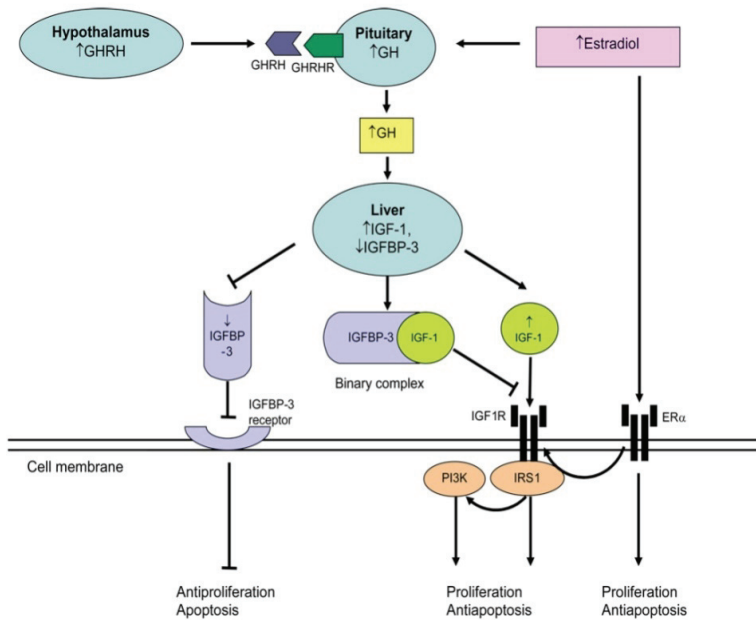 Hypothalamus
↑GHRH
GHRH
GHRHR
Pituitary
↑GH
↑Estradiol
↑GH
Liver
↑IGF-1,
↓IGFBP-3
↓
IGFBP
-3
IGFBP-3
IGF-1
↑
IGF-1
Binary complex
IGFBP-3
receptor
IGF1R
ERα
Cell membrane
PI3K
IRS1
Antiproliferation
Apoptosis
Proliferation
Antiapoptosis
Proliferation
Antiapoptosis